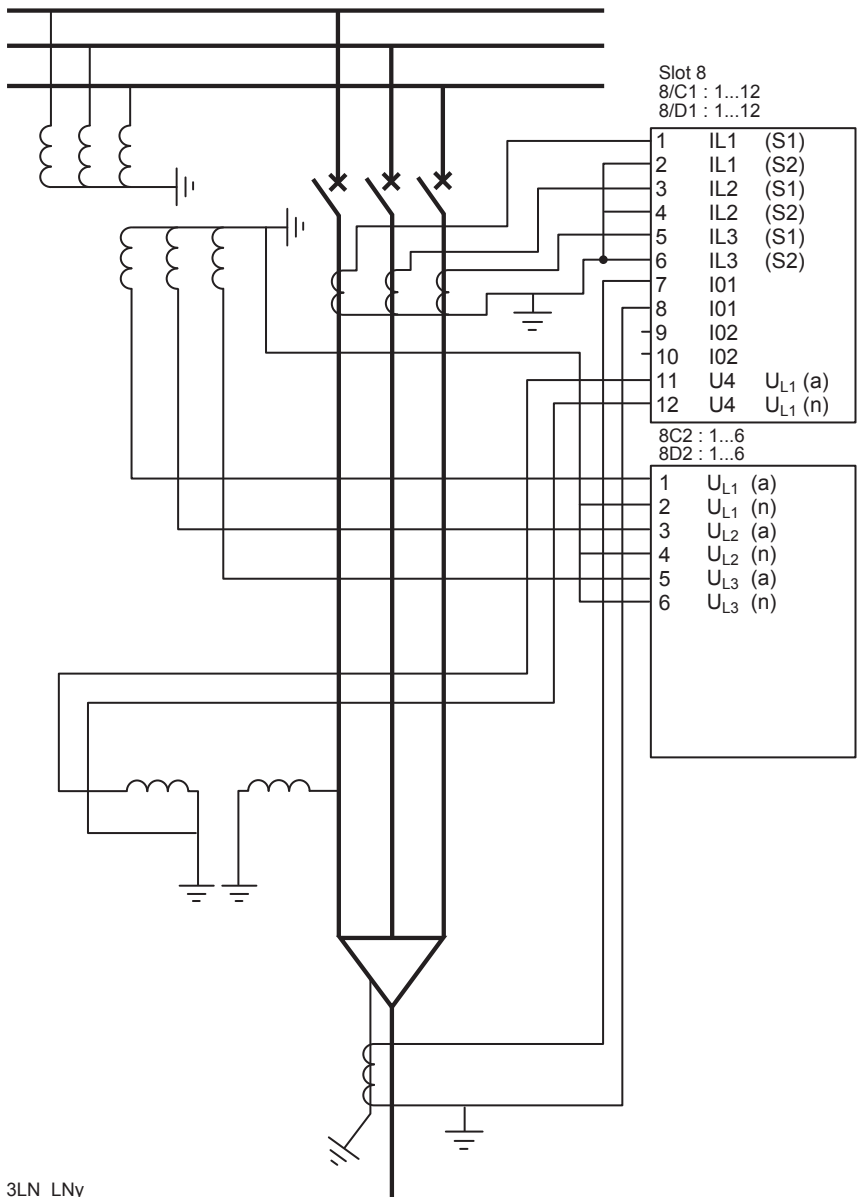 Slot 8
8/C1 : 1...12
8/D1 : 1...12
1 IL1 (S1)
2 IL1 (S2)
3 IL2 (S1)
4 IL2 (S2)
5 IL3 (S1)
6 IL3 (S2)
7 I01
8 I01
9 I02
10 I02
11 U4 UL1 (a)
12 U4 UL1 (n)
8C2 : 1...6
8D2 : 1...6
1 UL1 (a)
2 UL1 (n)
3 UL2 (a)
4 UL2 (n)
5 UL3 (a)
6 UL3 (n)
3LN_LNy